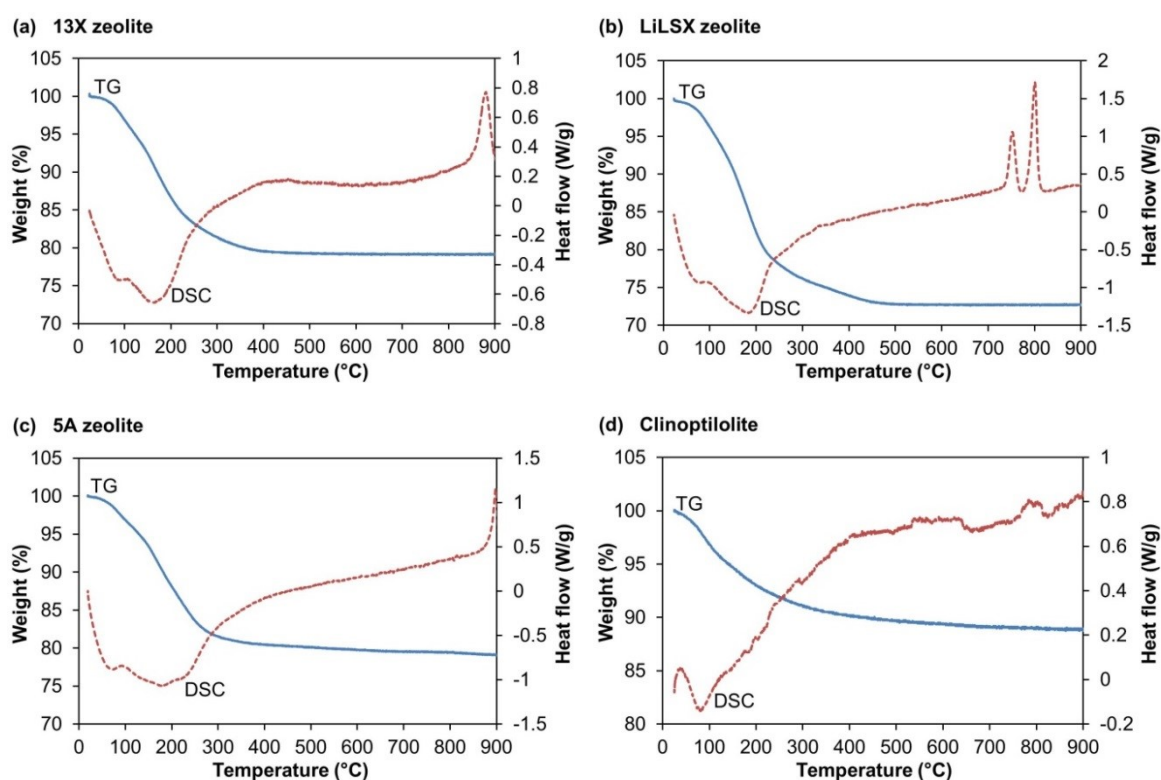 (a) 13X zeolite
105
100
95
90
85
80
75
70
Weight (%)
TG
DSC
1
0.8
0.6
0.4
0.2
0
-0.2
-0.4
-0.6
-0.8
Heat flow (W/g)
0 100 200 300 400 500 600 700 800 900
Temperature (°C)
(b) LiLSX zeolite
105
100
95
90
85
80
75
70
Weight (%)
TG
DSC
2
1.5
1
0.5
0
-0.5
-1
-1.5
Heat flow (W/g)
0 100 200 300 400 500 600 700 800 900
Temperature (°C)
(c) 5A zeolite
105
100
95
90
85
80
75
70
Weight (%)
TG
DSC
1.5
1
0.5
0
-0.5
-1
-1.5
Heat flow (W/g)
0 100 200 300 400 500 600 700 800 900
Temperature (°C)
(d) Clinoptilolite
105
100
95
90
85
80
Weight (%)
TG
DSC
1
0.8
0.6
0.4
0.2
0
-0.2
Heat flow (W/g)
0 100 200 300 400 500 600 700 800 900
Temperature (°C)